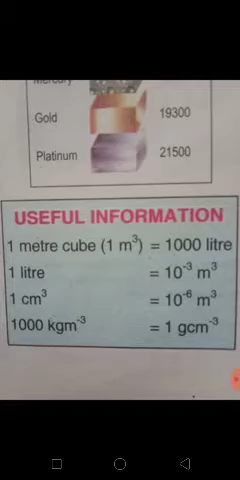 Mercury
Gold 19300
Platinum 21500
USEFUL INFORMATION
1 metre cube (1 m³) = 1000 litre
1 litre = 10⁻³ m³
1 cm³ = 10⁻⁶ m³
1000 kgm⁻³ = 1 gcm⁻³